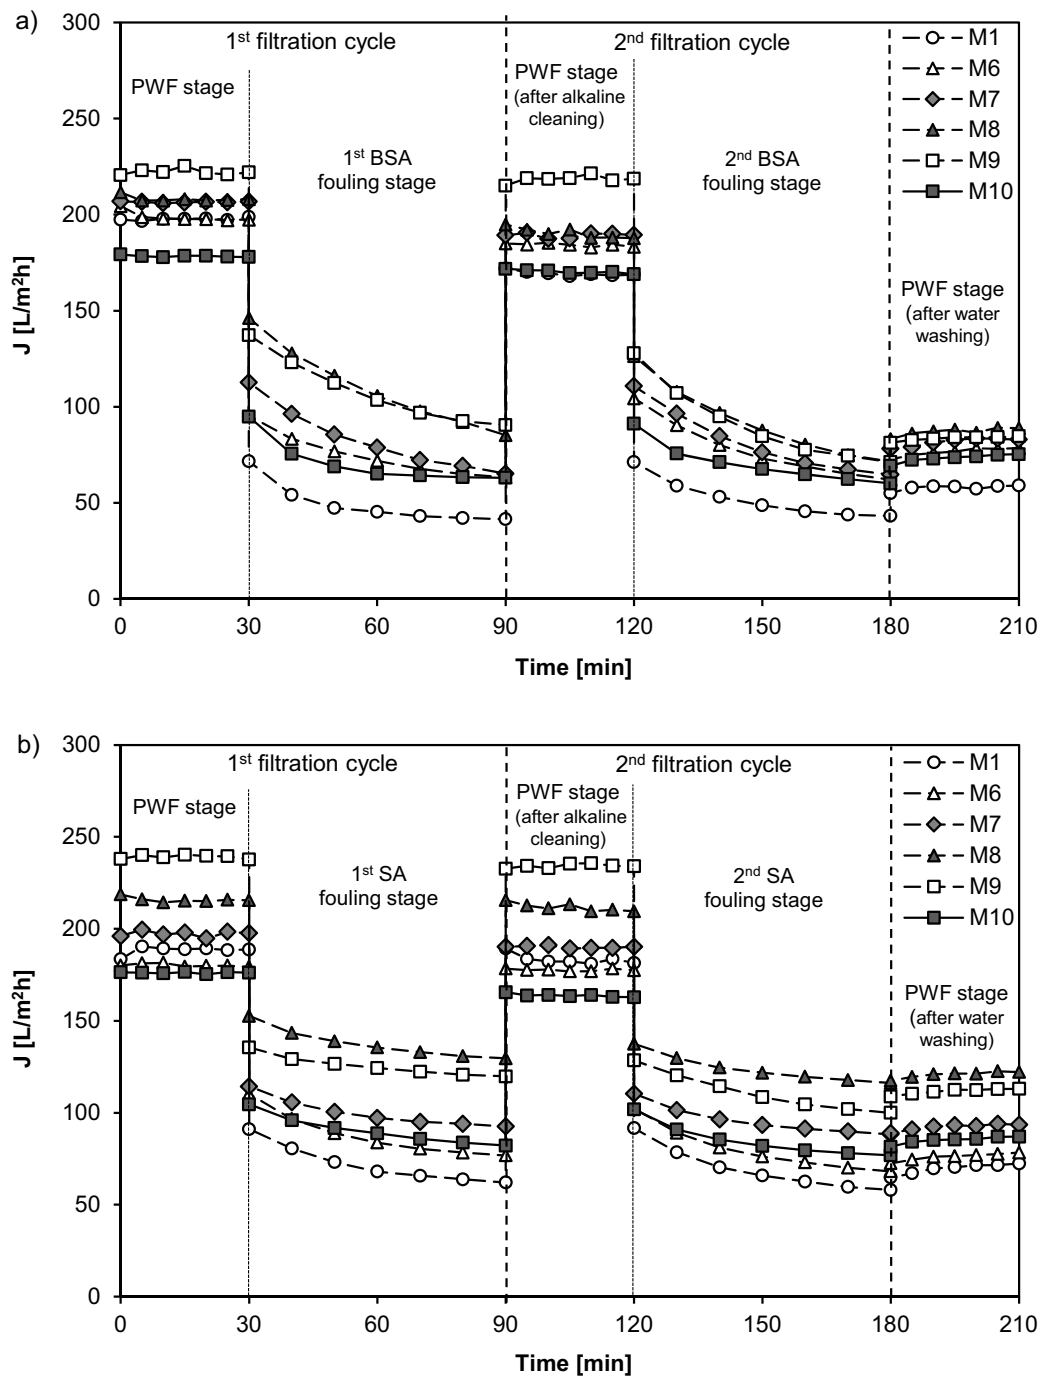 a)
300
250
200
150
100
50
0
J [L/m²h]
1st filtration cycle
2nd filtration cycle
PWF stage
1st BSA
fouling stage
PWF stage
(after alkaline
cleaning)
2nd BSA
fouling stage
PWF stage
(after water
washing)
M1
M6
M7
M8
M9
M10
0 30 60 90 120 150 180 210
Time [min]
b)
300
250
200
150
100
50
0
J [L/m²h]
1st filtration cycle
2nd filtration cycle
PWF stage
1st SA
fouling stage
PWF stage
(after alkaline
cleaning)
2nd SA
fouling stage
PWF stage
(after water
washing)
M1
M6
M7
M8
M9
M10
0 30 60 90 120 150 180 210
Time [min]